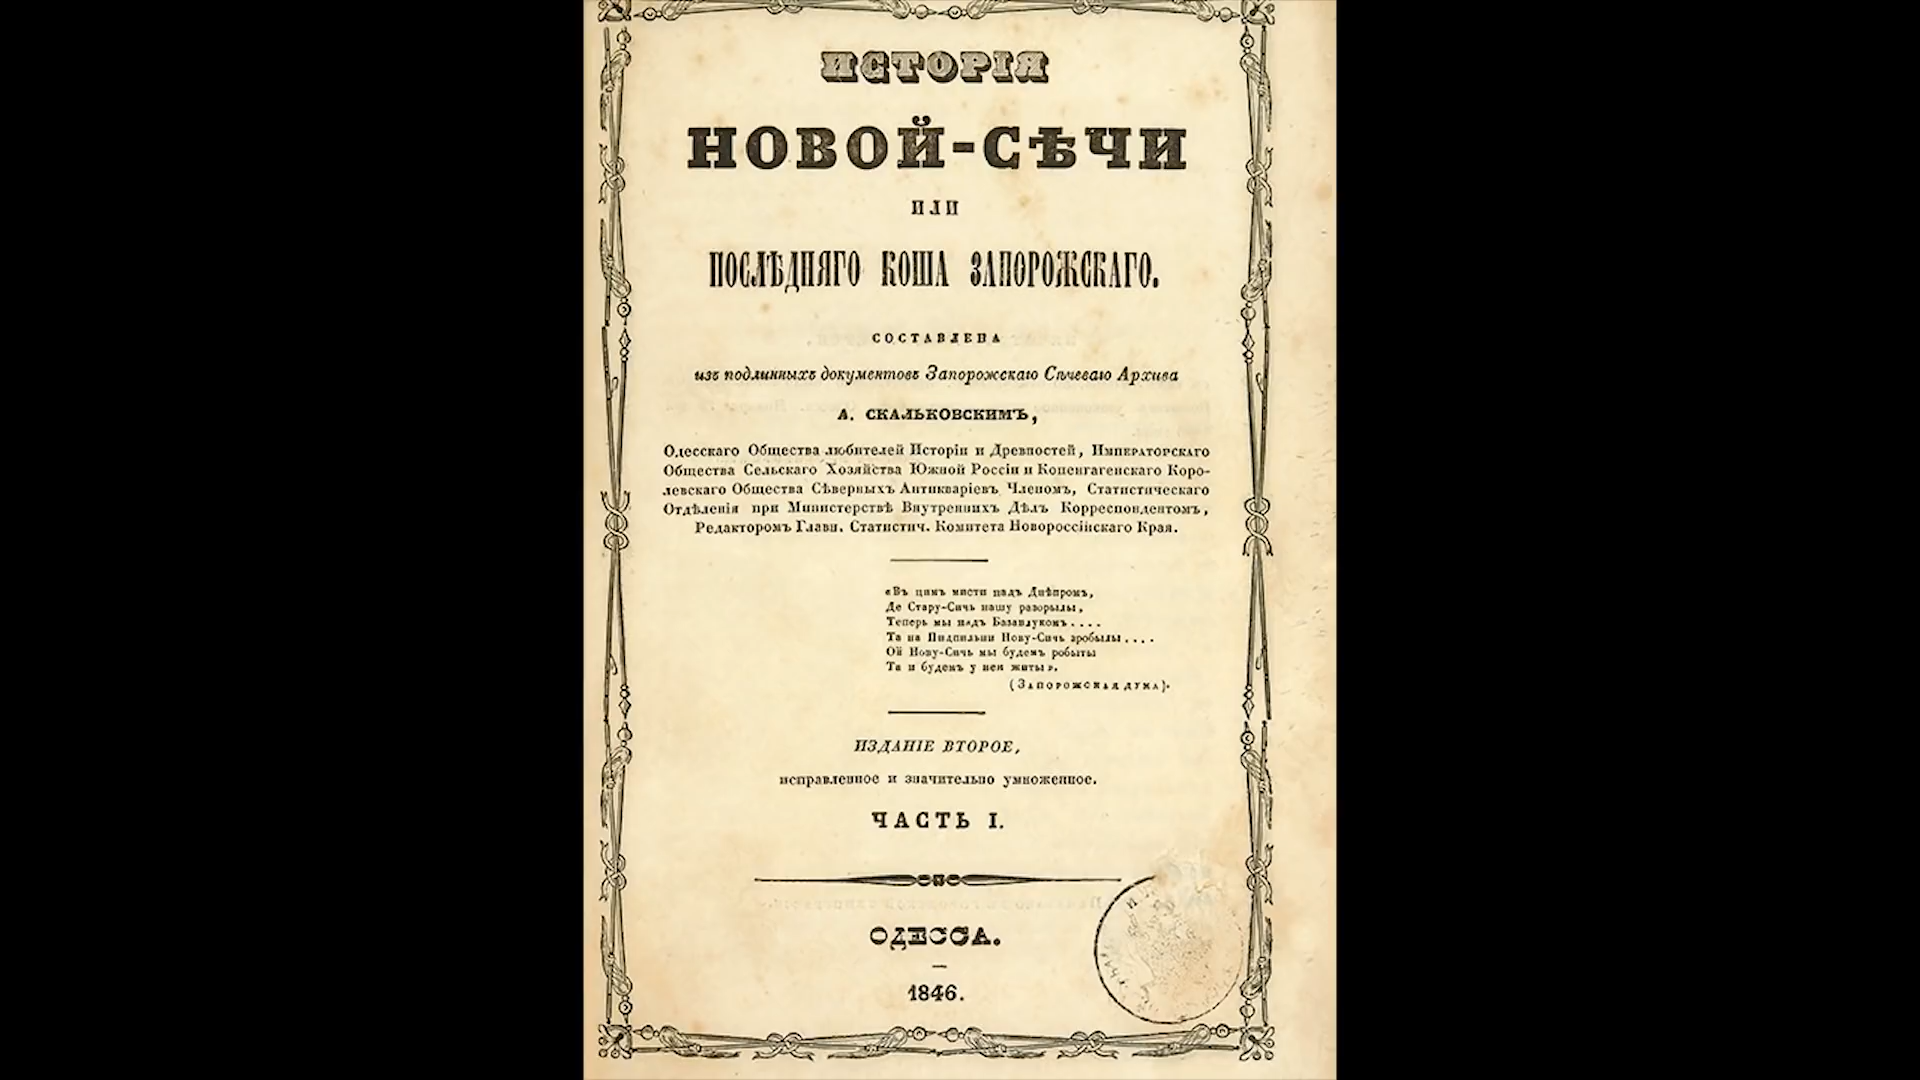 ИСТОРІЯ
НОВОЙ-СѢЧИ
ИЛИ
ПОСЛѢДНЯГО КОША ЗАПОРОЖСКАГО.
СОСТАВЛЕНА
изъ подлинныхъ документовъ Запорожскаго Сѣчеваго Архива
А. СКАЛЬКОВСКИМЪ,
Одесскаго Общества любителей Исторіи и Древностей, Императорскаго
Общества Сельскаго Хозяйства Южной Россіи и Копенгагенскаго Коро-
левскаго Общества Сѣверныхъ Антикваріевъ Членомъ, Статистическаго
Отдѣленія при Министерствѣ Внутреннихъ Дѣлъ Корреспондентомъ,
Редакторомъ Главн. Статистич. Комитета Новороссійскаго Края.
«Въ цимъ мисти надъ Днѣпромъ,
Де Стару-Сичь нашу разорылы,
Теперь мы надъ Базавлукомъ....
Та на Пидпильни Нову-Сичь зробылы....
Ой Нову-Сичь мы будемъ робыты
Та и будемъ у неи житы».
(Запорожская дума).
ИЗДАНІЕ ВТОРОЕ,
исправленное и значительно умноженное.
ЧАСТЬ I.
ОДЕССА.
1846.